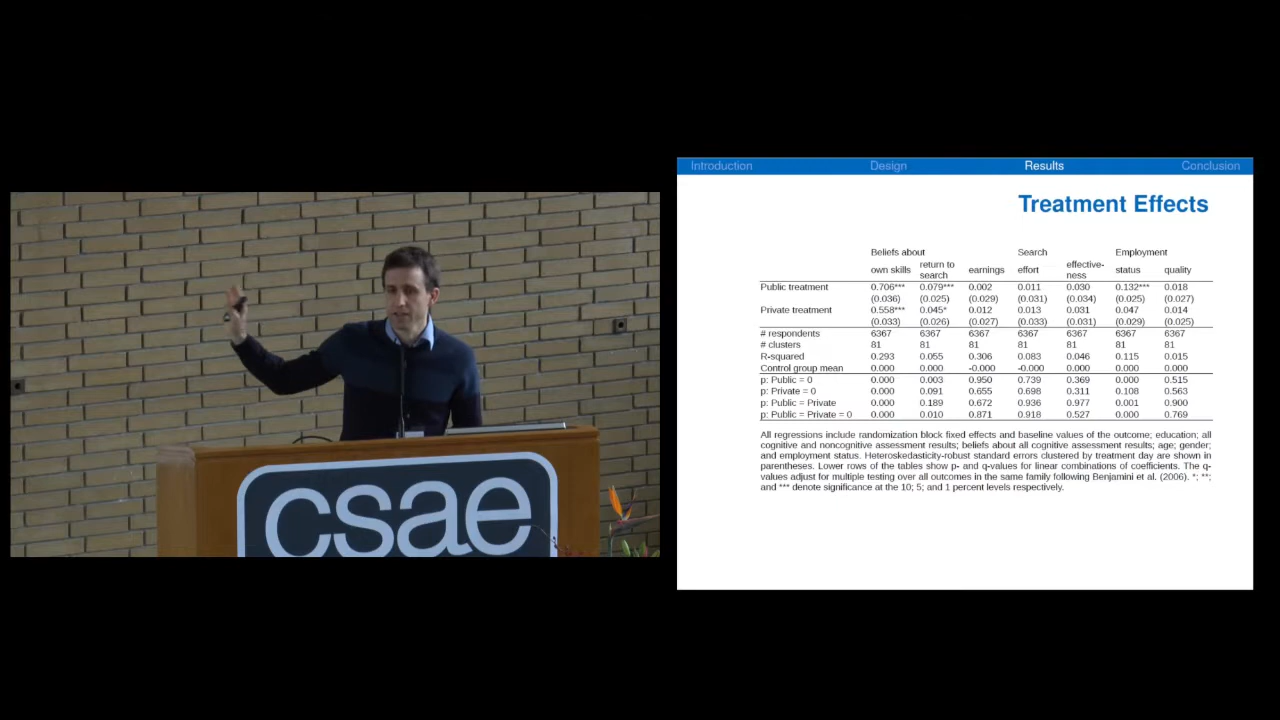 csae
Introduction Design Results Conclusion
Treatment Effects
Beliefs about Search Employment
own skills return to search earnings effort effective-ness status quality
Public treatment 0.706*** 0.079*** 0.002 0.011 0.030 0.132*** 0.018
(0.036) (0.025) (0.029) (0.031) (0.034) (0.025) (0.027)
Private treatment 0.558*** 0.045* 0.012 0.013 0.031 0.047 0.014
(0.033) (0.026) (0.027) (0.033) (0.031) (0.029) (0.025)
# respondents 6367 6367 6367 6367 6367 6367 6367
# clusters 81 81 81 81 81 81 81
R-squared 0.293 0.055 0.306 0.083 0.046 0.115 0.015
Control group mean 0.000 0.000 -0.000 -0.000 0.000 0.000 0.000
p: Public = 0 0.000 0.003 0.950 0.739 0.369 0.000 0.515
p: Private = 0 0.000 0.091 0.655 0.698 0.311 0.108 0.563
p: Public = Private 0.000 0.189 0.672 0.936 0.977 0.001 0.900
p: Public = Private = 0 0.000 0.010 0.871 0.918 0.527 0.000 0.769
All regressions include randomization block fixed effects and baseline values of the outcome; education; all
cognitive and noncognitive assessment results; beliefs about all cognitive assessment results; age; gender;
and employment status. Heteroskedasticity-robust standard errors clustered by treatment day are shown in
parentheses. Lower rows of the tables show p- and q-values for linear combinations of coefficients. The q-
values adjust for multiple testing over all outcomes in the same family following Benjamini et al. (2006). *; **;
and *** denote significance at the 10; 5; and 1 percent levels respectively.